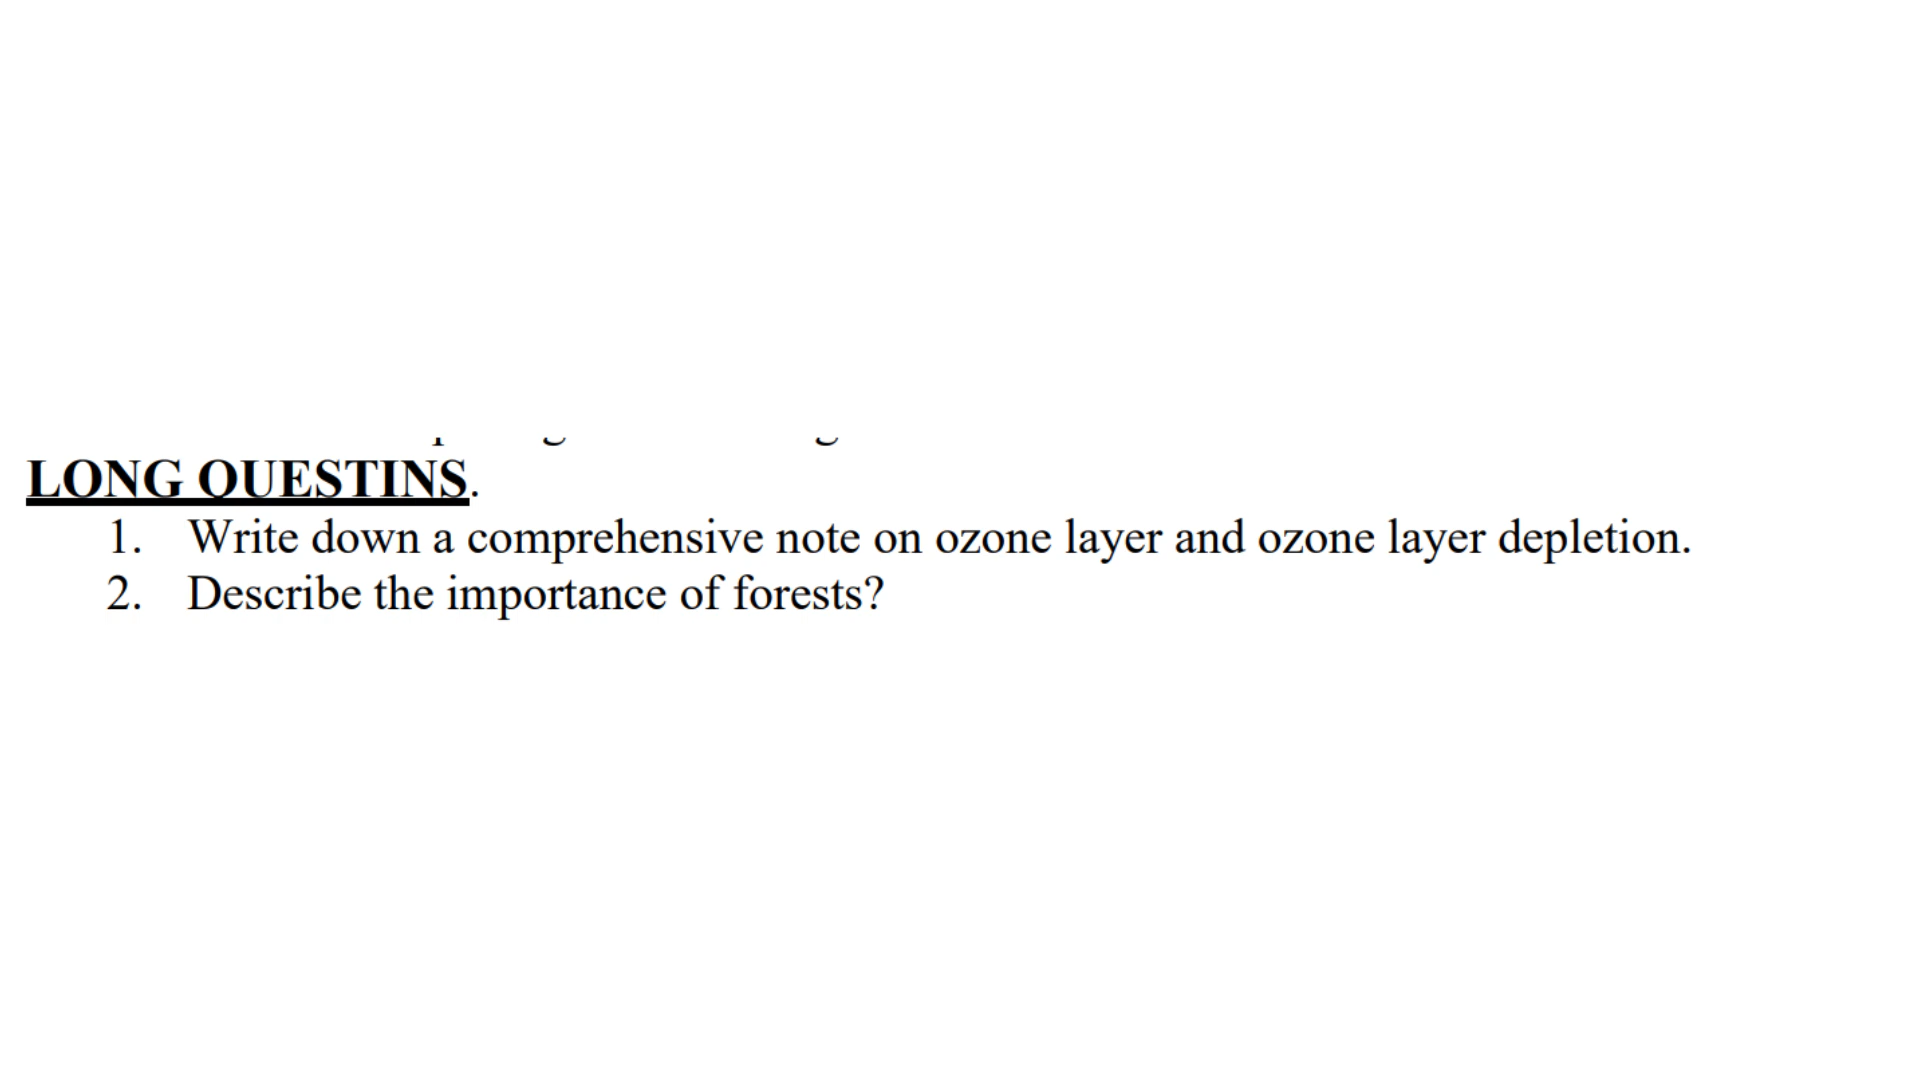 LONG QUESTINS.
1. Write down a comprehensive note on ozone layer and ozone layer depletion.
2. Describe the importance of forests?